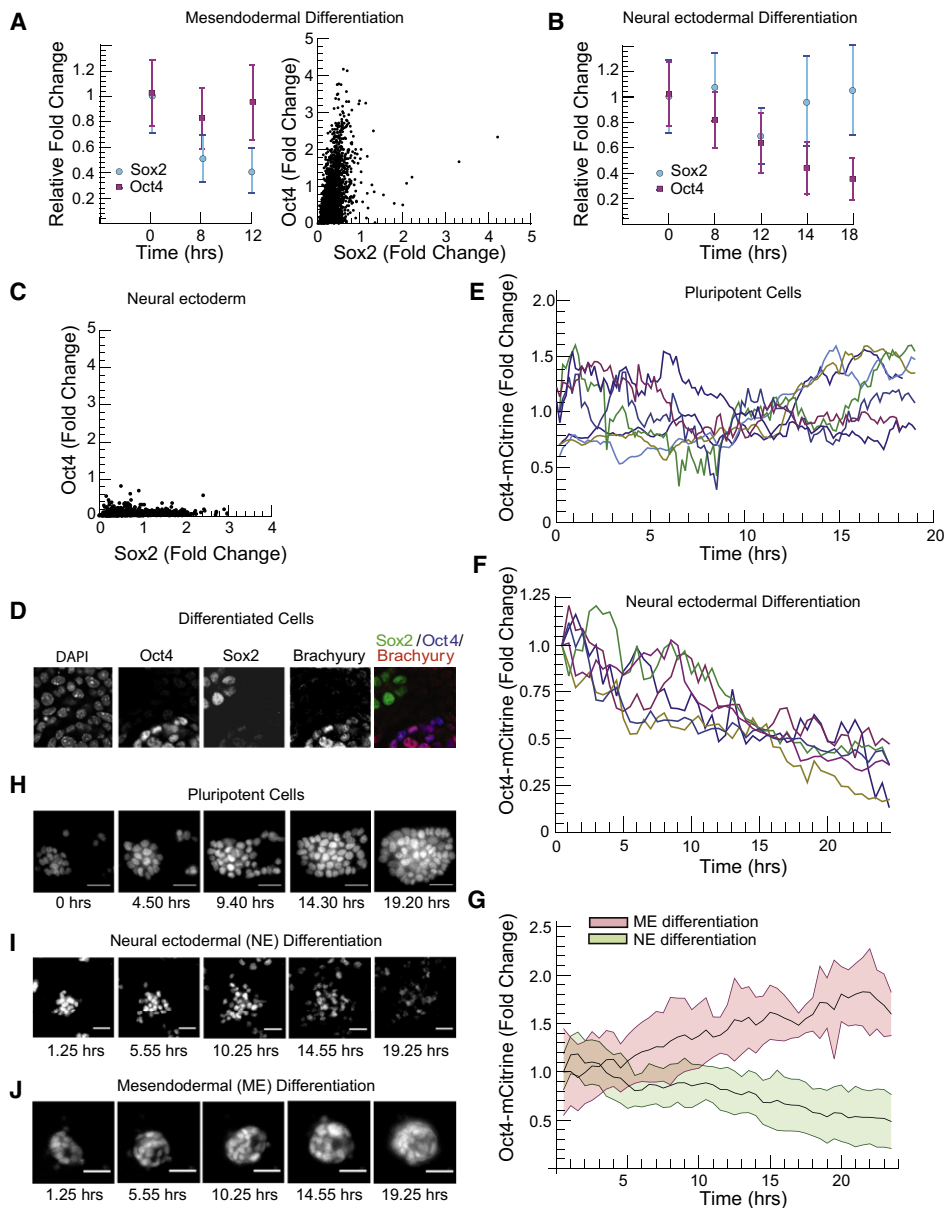 A
Mesendodermal Differentiation
Relative Fold Change
1.2
1
0.8
0.6
0.4
0.2
Sox2
Oct4
0 8 12
Time (hrs)
Oct4 (Fold Change)
5
4
3
2
1
0
0 1 2 3 4 5
Sox2 (Fold Change)
B
Neural ectodermal Differentiation
Relative Fold Change
1.2
1
0.8
0.6
0.4
0.2
Sox2
Oct4
0 8 12 14 18
Time (hrs)
C
Neural ectoderm
Oct4 (Fold Change)
5
4
3
2
1
0
0 1 2 3 4
Sox2 (Fold Change)
D
Differentiated Cells
DAPI Oct4 Sox2 Brachyury
Sox2/Oct4/
Brachyury
E
Pluripotent Cells
Oct4-mCitrine (Fold Change)
2.0
1.5
1.0
0.5
0
0 5 10 15 20
Time (hrs)
F
Neural ectodermal Differentiation
Oct4-mCitrine (Fold Change)
1.25
1.0
0.75
0.5
0.25
0
0 5 10 15 20
Time (hrs)
G
ME differentiation
NE differentiation
Oct4-mCitrine (Fold Change)
2.5
2.0
1.5
1.0
0.5
5 10 15 20
Time (hrs)
H
Pluripotent Cells
0 hrs 4.50 hrs 9.40 hrs 14.30 hrs 19.20 hrs
I
Neural ectodermal (NE) Differentiation
1.25 hrs 5.55 hrs 10.25 hrs 14.55 hrs 19.25 hrs
J
Mesendodermal (ME) Differentiation
1.25 hrs 5.55 hrs 10.25 hrs 14.55 hrs 19.25 hrs